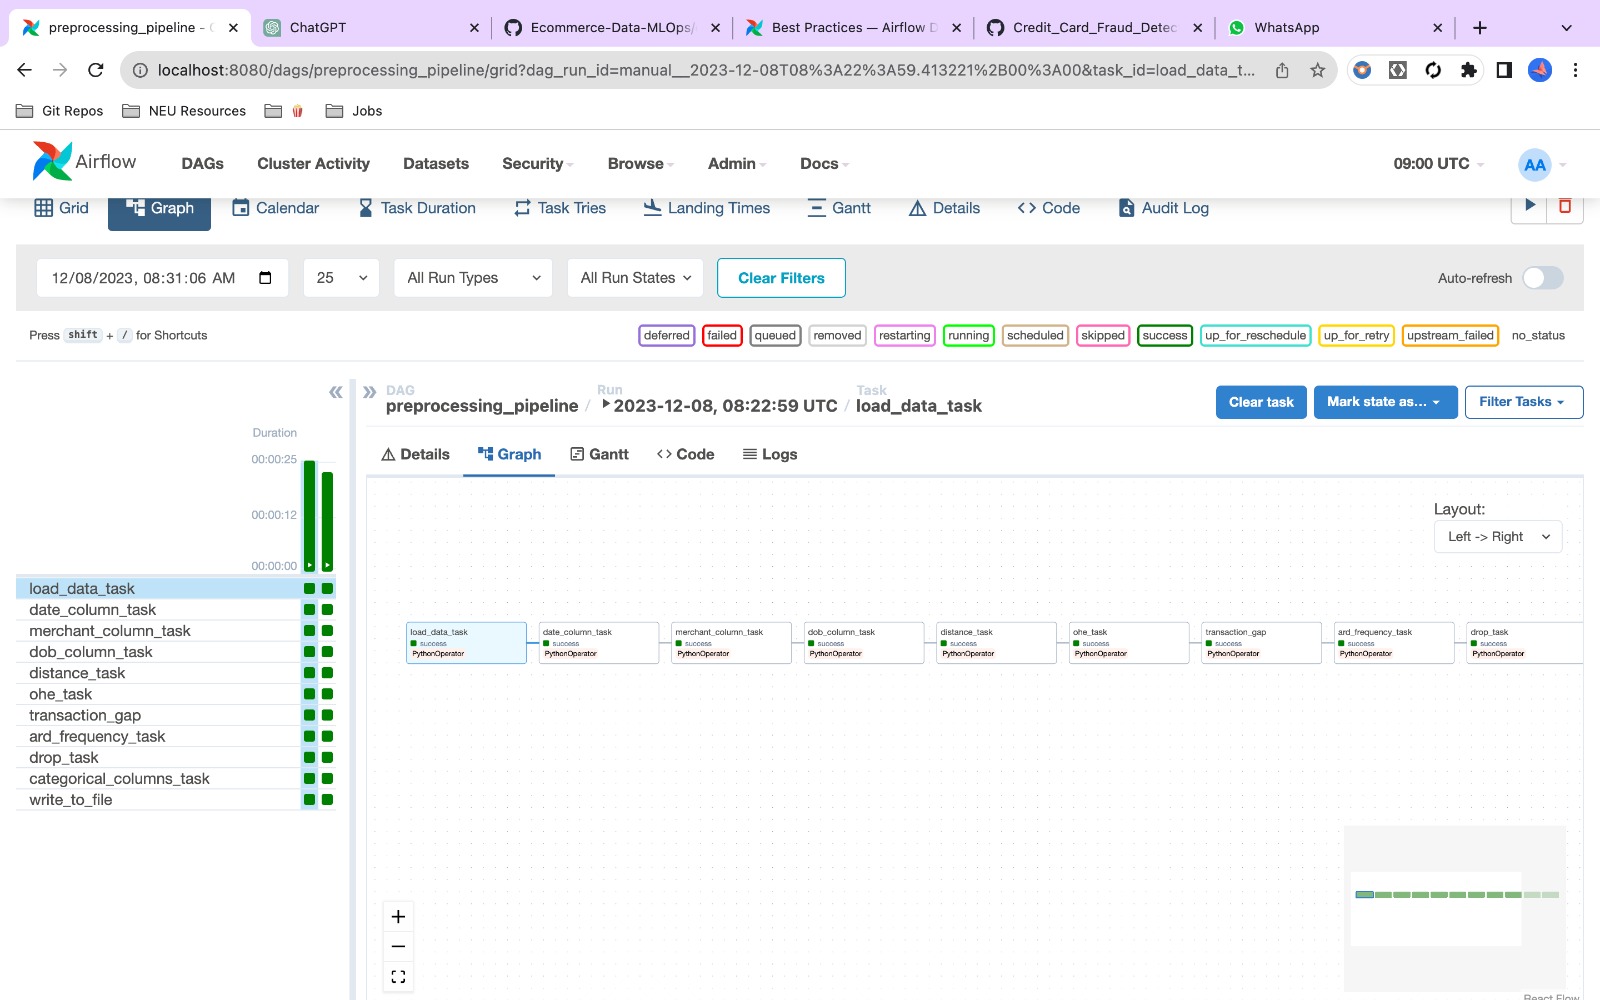 preprocessing_pipeline –
ChatGPT
Ecommerce-Data-MLOps/
Best Practices — Airflow D
Credit_Card_Fraud_Detec
WhatsApp
localhost:8080/dags/preprocessing_pipeline/grid?dag_run_id=manual__2023-12-08T08%3A22%3A59.413221%2B00%3A00&task_id=load_data_t...
Git Repos
NEU Resources
Jobs
Airflow
DAGs
Cluster Activity
Datasets
Security
Browse
Admin
Docs
09:00 UTC
AA
Grid
Graph
Calendar
Task Duration
Task Tries
Landing Times
Gantt
Details
Code
Audit Log
12/08/2023, 08:31:06 AM
25
All Run Types
All Run States
Clear Filters
Auto-refresh
Press shift + / for Shortcuts
deferred
failed
queued
removed
restarting
running
scheduled
skipped
success
up_for_reschedule
up_for_retry
upstream_failed
no_status
DAG
preprocessing_pipeline
/
Run
2023-12-08, 08:22:59 UTC
/
Task
load_data_task
Clear task
Mark state as...
Filter Tasks
Duration
00:00:25
00:00:12
00:00:00
load_data_task
date_column_task
merchant_column_task
dob_column_task
distance_task
ohe_task
transaction_gap
ard_frequency_task
drop_task
categorical_columns_task
write_to_file
Details
Graph
Gantt
Code
Logs
Layout:
Left -> Right
load_data_task
success
PythonOperator
date_column_task
success
PythonOperator
merchant_column_task
success
PythonOperator
dob_column_task
success
PythonOperator
distance_task
success
PythonOperator
ohe_task
success
PythonOperator
transaction_gap
success
PythonOperator
ard_frequency_task
success
PythonOperator
drop_task
success
PythonOperator
React Flow